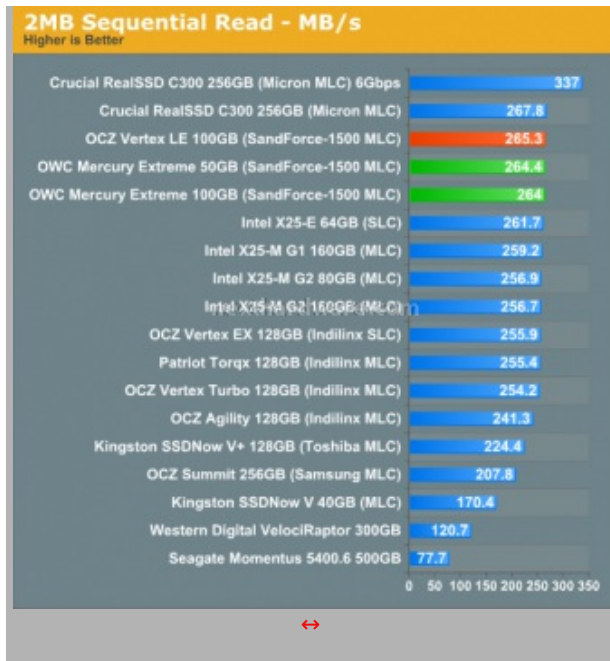 2MB Sequential Read - MB/s
Higher is Better
Crucial RealSSD C300 256GB (Micron MLC) 6Gbps 337
Crucial RealSSD C300 256GB (Micron MLC) 267.8
OCZ Vertex LE 100GB (SandForce-1500 MLC) 265.3
OWC Mercury Extreme 50GB (SandForce-1500 MLC) 264.4
OWC Mercury Extreme 100GB (SandForce-1500 MLC) 264
Intel X25-E 64GB (SLC) 261.7
Intel X25-M G1 160GB (MLC) 259.2
Intel X25-M G2 80GB (MLC) 256.9
Intel X25-M G2 160GB (MLC) 256.7
OCZ Vertex EX 128GB (Indilinx SLC) 255.9
Patriot Torqx 128GB (Indilinx MLC) 255.4
OCZ Vertex Turbo 128GB (Indilinx MLC) 254.2
OCZ Agility 128GB (Indilinx MLC) 241.3
Kingston SSDNow V+ 128GB (Toshiba MLC) 224.4
OCZ Summit 256GB (Samsung MLC) 207.8
Kingston SSDNow V 40GB (MLC) 170.4
Western Digital VelociRaptor 300GB 120.7
Seagate Momentus 5400.6 500GB 77.7
0 50 100 150 200 250 300 350